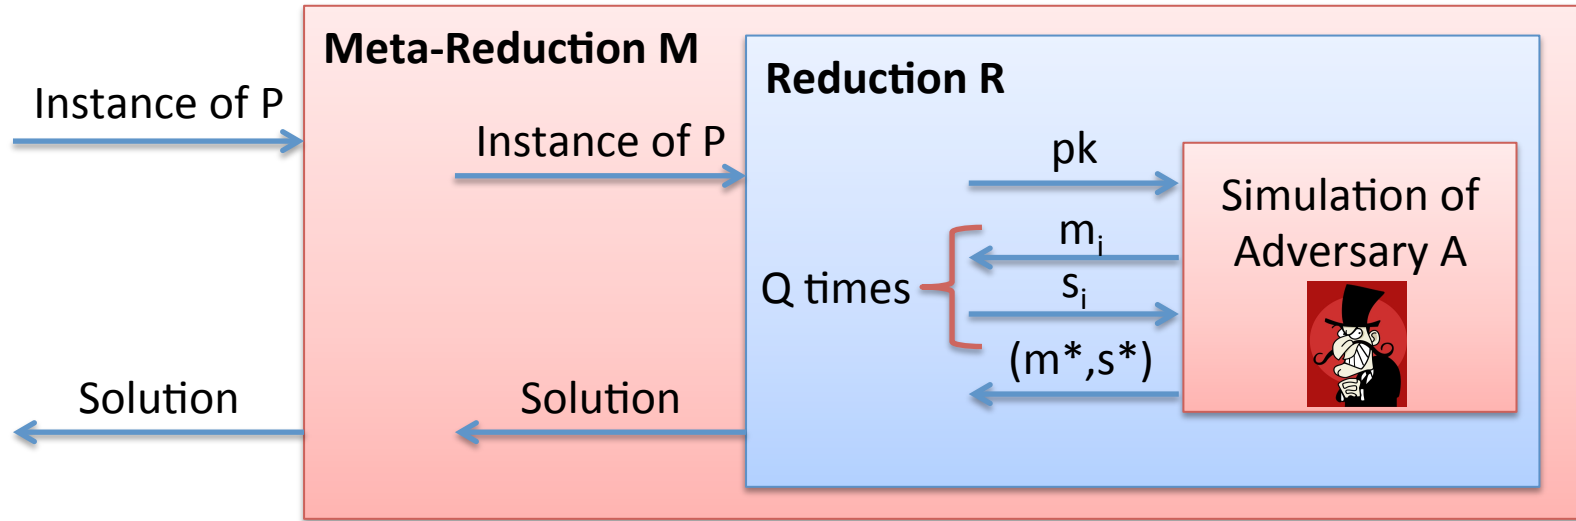 Meta-Reduction M
Reduction R
Instance of P
Instance of P
pk
Simulation of
Adversary A
m_i
Q times
s_i
(m*,s*)
Solution
Solution